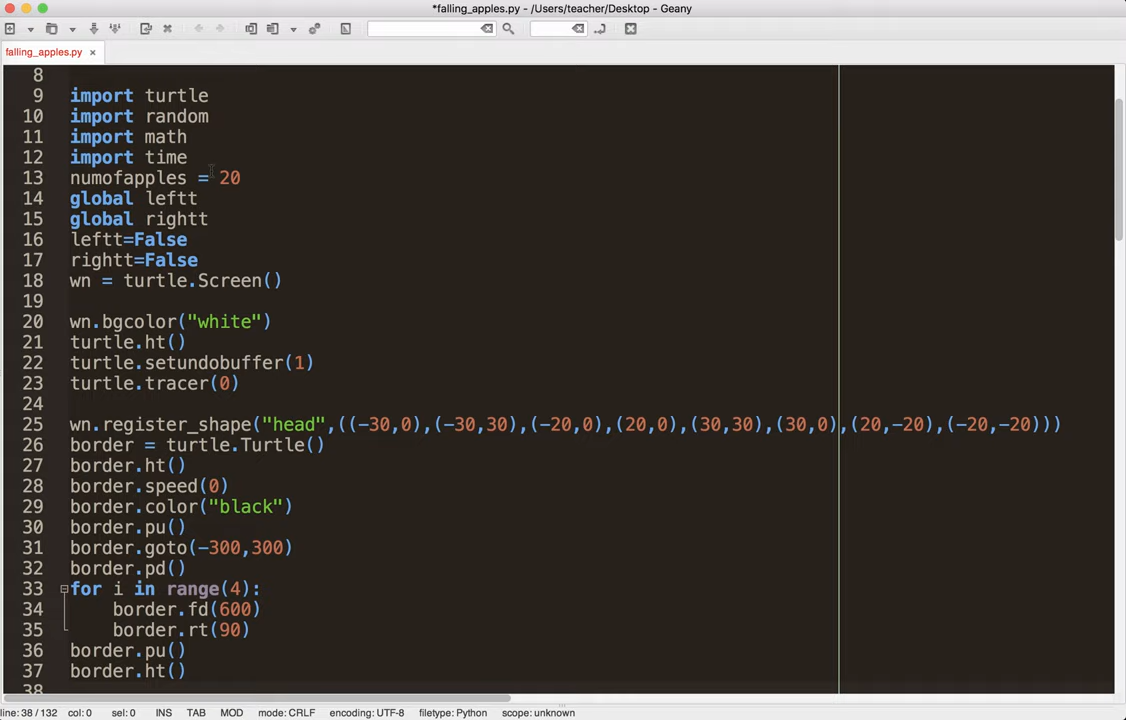 *falling_apples.py - /Users/teacher/Desktop - Geany
falling_apples.py ×
8
9 import turtle
10 import random
11 import math
12 import time
13 numofapples = 20
14 global leftt
15 global rightt
16 leftt=False
17 rightt=False
18 wn = turtle.Screen()
19
20 wn.bgcolor("white")
21 turtle.ht()
22 turtle.setundobuffer(1)
23 turtle.tracer(0)
24
25 wn.register_shape("head",((-30,0),(-30,30),(-20,0),(20,0),(30,30),(30,0),(20,-20),(-20,-20)))
26 border = turtle.Turtle()
27 border.ht()
28 border.speed(0)
29 border.color("black")
30 border.pu()
31 border.goto(-300,300)
32 border.pd()
33 for i in range(4):
34     border.fd(600)
35     border.rt(90)
36 border.pu()
37 border.ht()
38
line: 38 / 132 col: 0 sel: 0 INS TAB MOD mode: CRLF encoding: UTF-8 filetype: Python scope: unknown